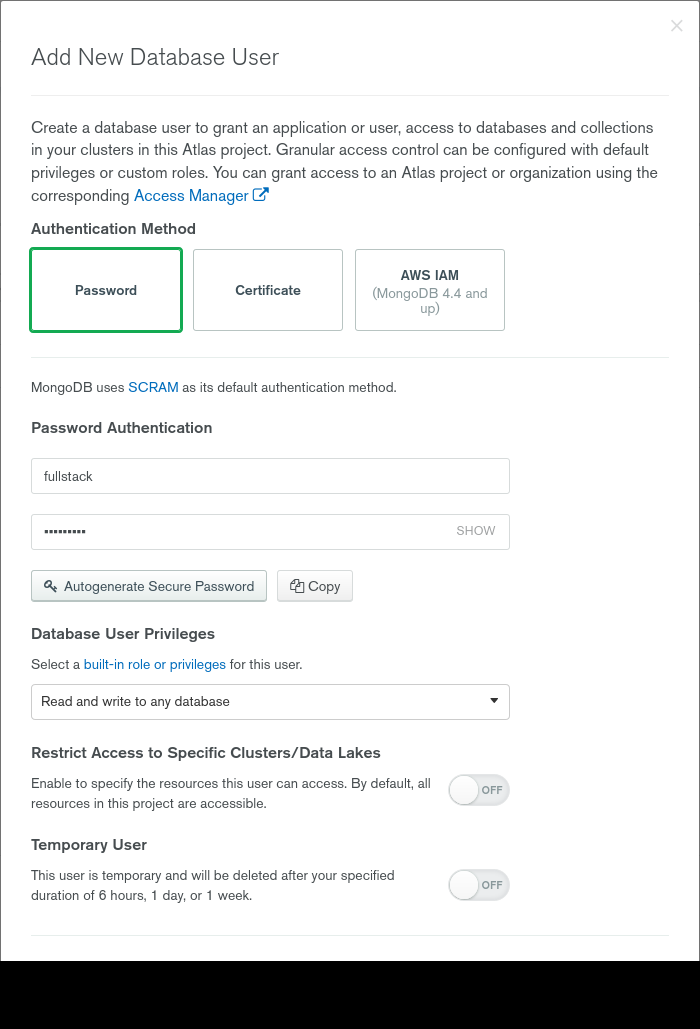 ×
Add New Database User
Create a database user to grant an application or user, access to databases and collections
in your clusters in this Atlas project. Granular access control can be configured with default
privileges or custom roles. You can grant access to an Atlas project or organization using the
corresponding Access Manager
Authentication Method
Password
Certificate
AWS IAM
(MongoDB 4.4 and
up)
MongoDB uses SCRAM as its default authentication method.
Password Authentication
fullstack
•••••••••
SHOW
Autogenerate Secure Password
Copy
Database User Privileges
Select a built-in role or privileges for this user.
Read and write to any database
Restrict Access to Specific Clusters/Data Lakes
Enable to specify the resources this user can access. By default, all
resources in this project are accessible.
OFF
Temporary User
This user is temporary and will be deleted after your specified
duration of 6 hours, 1 day, or 1 week.
OFF